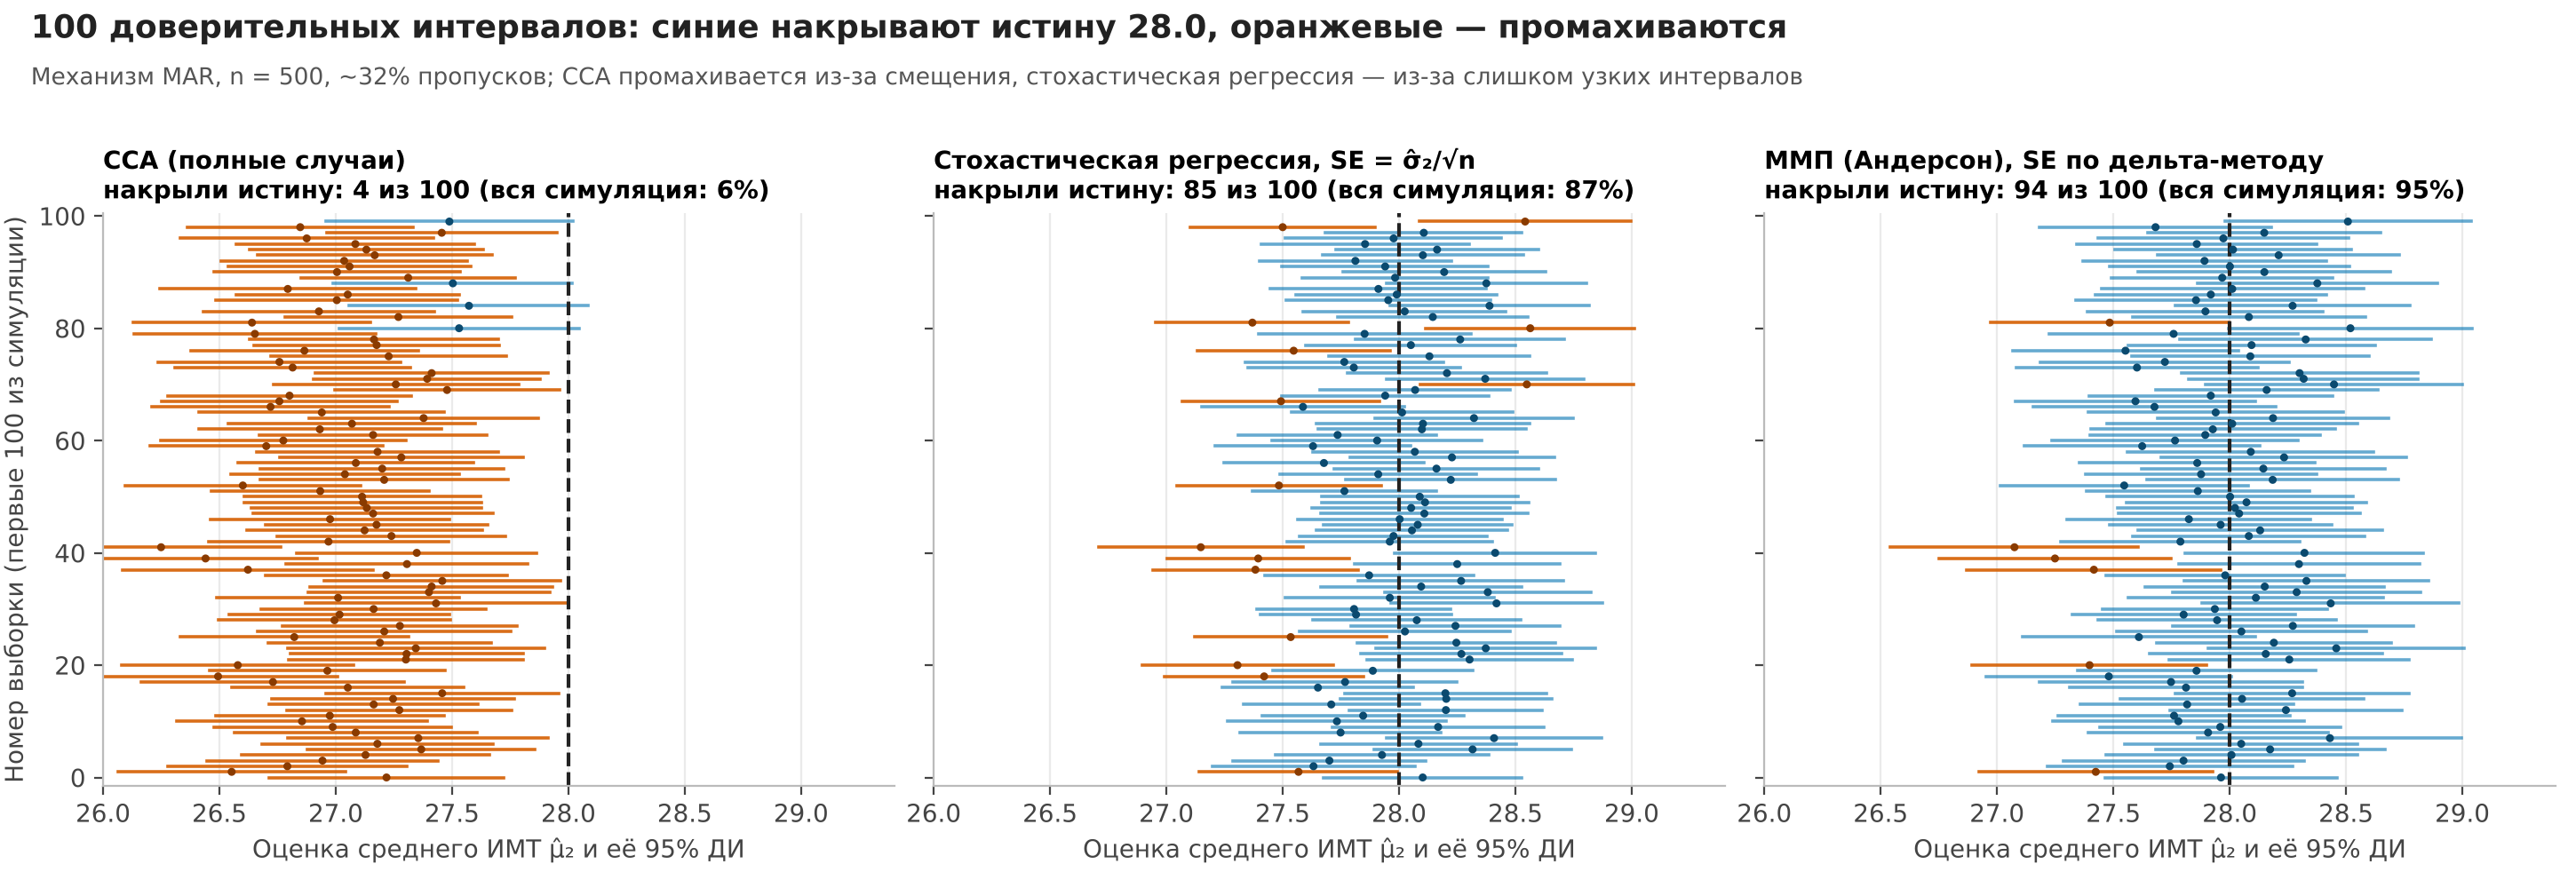 100 доверительных интервалов: синие накрывают истину 28.0, оранжевые — промахиваются
Механизм MAR, n = 500, ~32% пропусков; CCA промахивается из-за смещения, стохастическая регрессия — из-за слишком узких интервалов
CCA (полные случаи)
накрыли истину: 4 из 100 (вся симуляция: 6%)
Стохастическая регрессия, SE = σ̂₂/√n
накрыли истину: 85 из 100 (вся симуляция: 87%)
ММП (Андерсон), SE по дельта-методу
накрыли истину: 94 из 100 (вся симуляция: 95%)
Номер выборки (первые 100 из симуляции)
100
80
60
40
20
0
26.0 26.5 27.0 27.5 28.0 28.5 29.0
26.0 26.5 27.0 27.5 28.0 28.5 29.0
26.0 26.5 27.0 27.5 28.0 28.5 29.0
Оценка среднего ИМТ μ̂₂ и её 95% ДИ
Оценка среднего ИМТ μ̂₂ и её 95% ДИ
Оценка среднего ИМТ μ̂₂ и её 95% ДИ